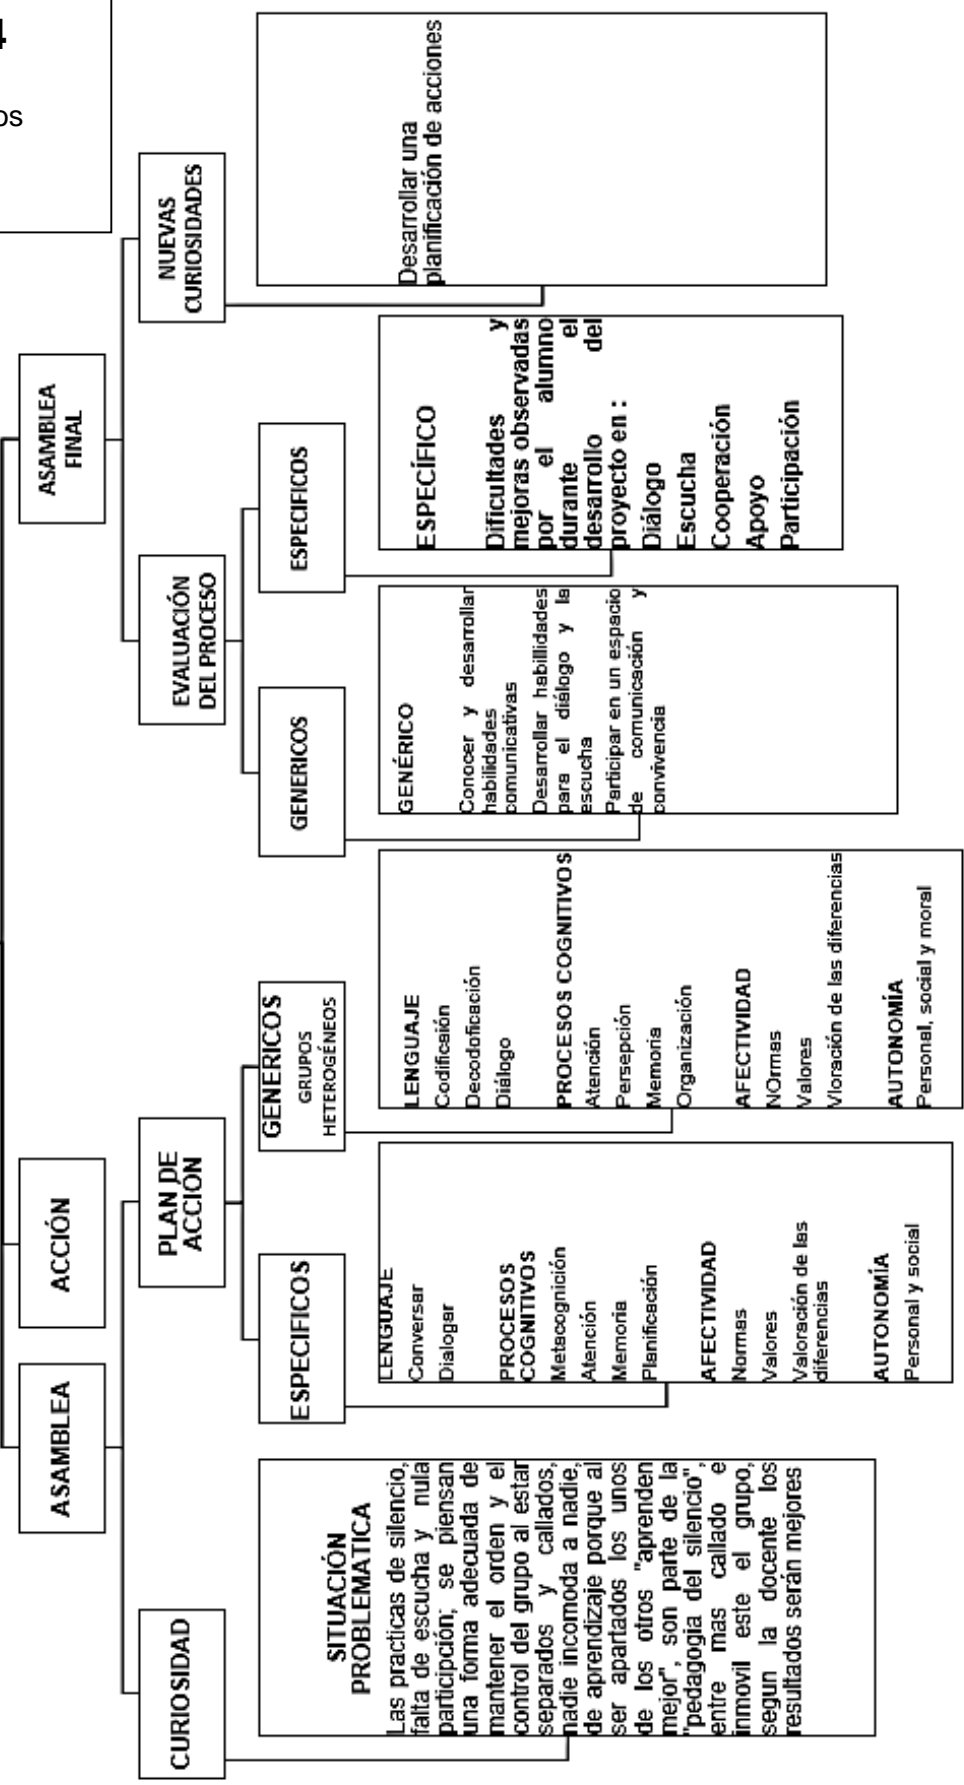 4
os
ASAMBLEA
ACCIÓN
ASAMBLEA
FINAL
CURIOSIDAD
PLAN DE
ACCION
EVALUACIÓN
DEL PROCESO
NUEVAS
CURIOSIDADES
ESPECIFICOS
GENERICOS
GRUPOS
HETEROGÉNEOS
GENERICOS
ESPECIFICOS
SITUACIÓN
PROBLEMATICA
Las practicas de silencio,
falta de escucha y nula
participción; se piensan
una forma adecuada de
mantener el orden y el
control del grupo al estar
separados y callados,
nadie incomoda a nadie,
de aprendizaje porque al
ser apartados los unos
de los otros "aprenden
mejor", son parte de la
"pedagogia del silencio",
entre mas callado e
inmovil este el grupo,
segun la docente los
resultados serán mejores
LENGUAJE
Conversar
Dialogar
PROCESOS
COGNITIVOS
Metacognición
Atención
Memoria
Planificación
AFECTIVIDAD
Normas
Valores
Valoración de las
diferencias
AUTONOMÍA
Personal y social
LENGUAJE
Codificaión
Decodoficación
Diálogo
PROCESOS COGNITIVOS
Atención
Persepción
Memoria
Organización
AFECTIVIDAD
NOrmas
Valores
Vloración de las diferencias
AUTONOMÍA
Personal, social y moral
GENÉRICO
Conocer y desarrollar
habilidades
comunicativas
Desarrollar habillidades
para el diálogo y la
escucha
Participar en un espacio
de comunicación y
convivencia
ESPECÍFICO
Dificultades y
mejoras observadas
por el alumno
durante el
desarrollo del
proyecto en :
Diálogo
Escucha
Cooperación
Apoyo
Participación
Desarrollar una
planificación de acciones